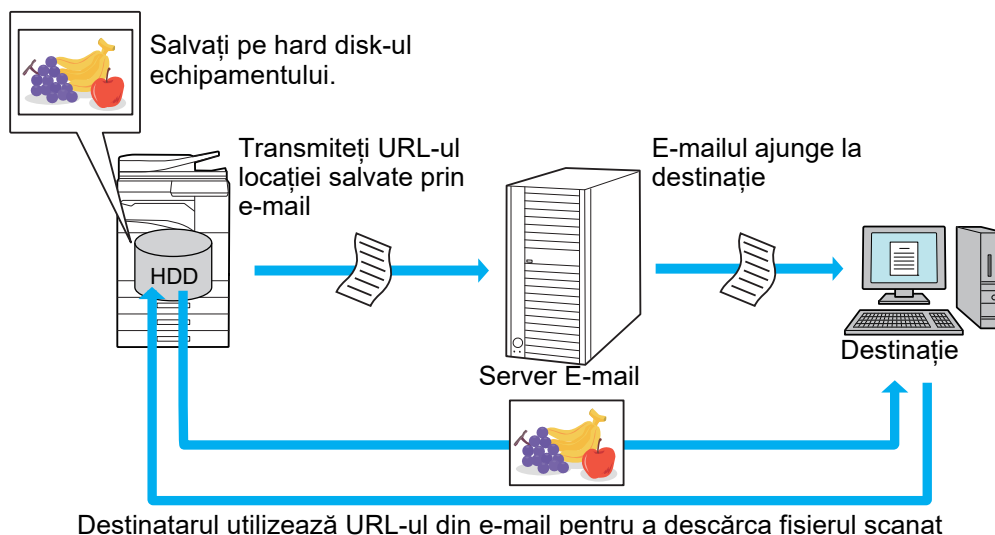 Salvați pe hard disk-ul
echipamentului.
Transmiteți URL-ul
locației salvate prin
e-mail
E-mailul ajunge la
destinație
HDD
Server E-mail
Destinație
Destinatarul utilizează URL-ul din e-mail pentru a descărca fisierul scanat